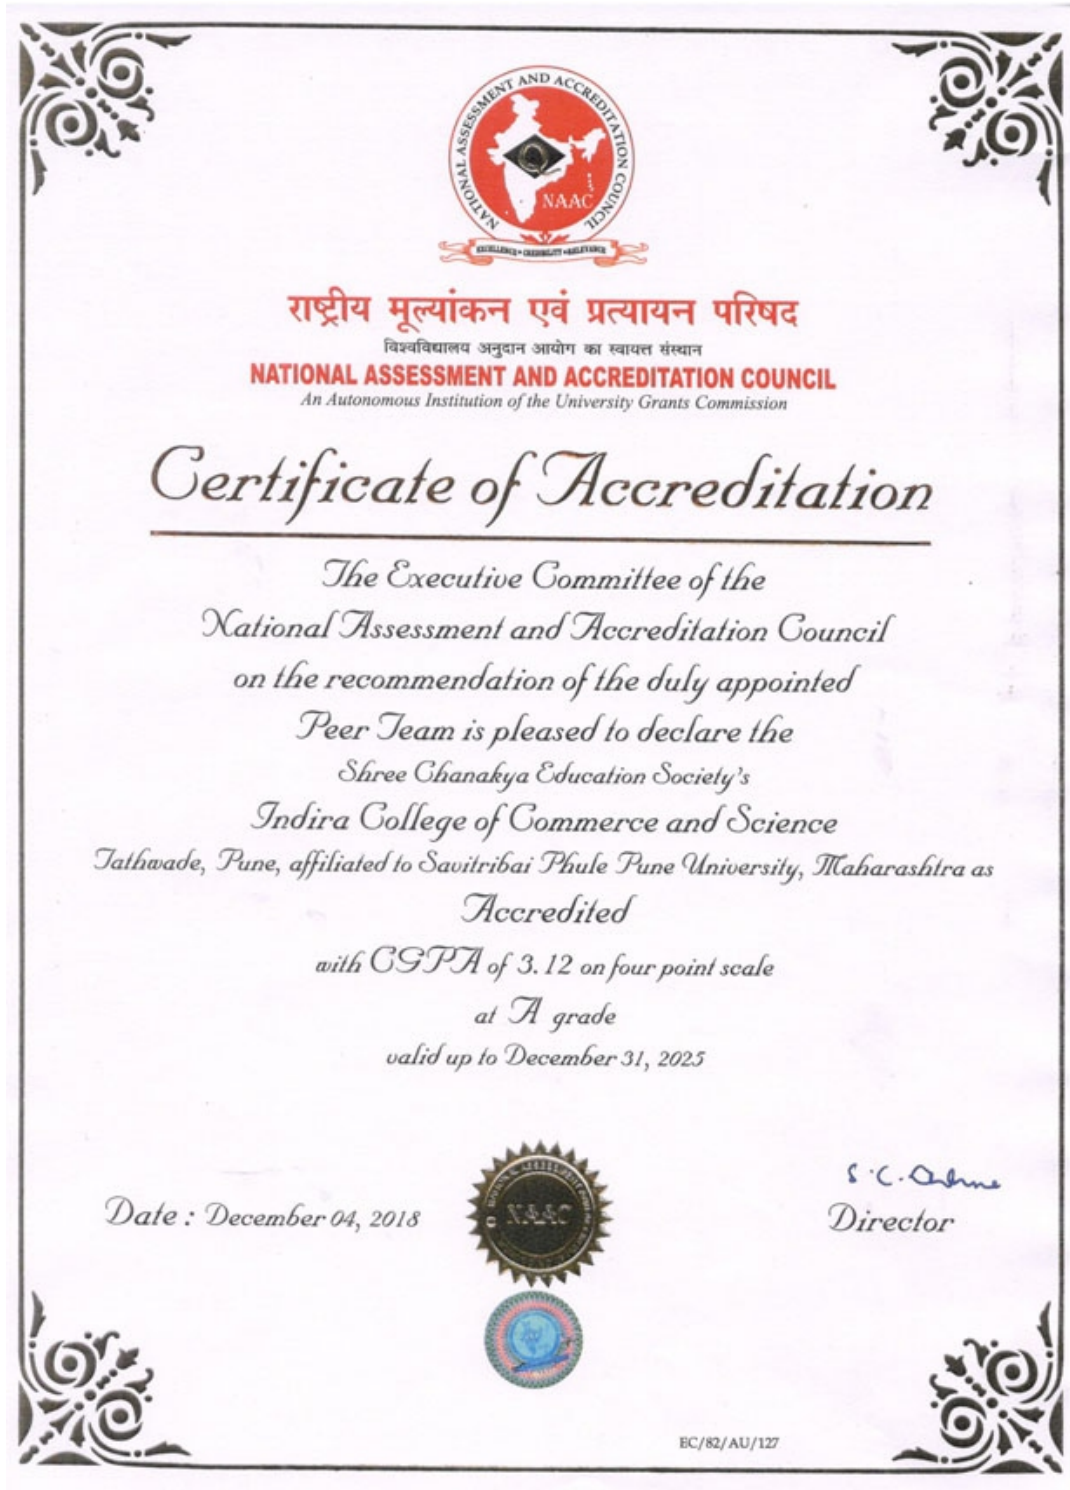 NATIONAL ASSESSMENT AND ACCREDITATION COUNCIL
NAAC
EXCELLENCE • CREDIBILITY • RELEVANCE
राष्ट्रीय मूल्यांकन एवं प्रत्यायन परिषद
विश्वविद्यालय अनुदान आयोग का स्वायत्त संस्थान
NATIONAL ASSESSMENT AND ACCREDITATION COUNCIL
An Autonomous Institution of the University Grants Commission
Certificate of Accreditation
The Executive Committee of the
National Assessment and Accreditation Council
on the recommendation of the duly appointed
Peer Team is pleased to declare the
Shree Chanakya Education Society's
Indira College of Commerce and Science
Tathwade, Pune, affiliated to Savitribai Phule Pune University, Maharashtra as
Accredited
with CGPA of 3.12 on four point scale
at A grade
valid up to December 31, 2025
S.C.
Date : December 04, 2018
NAAC
Director
EC/82/AU/127